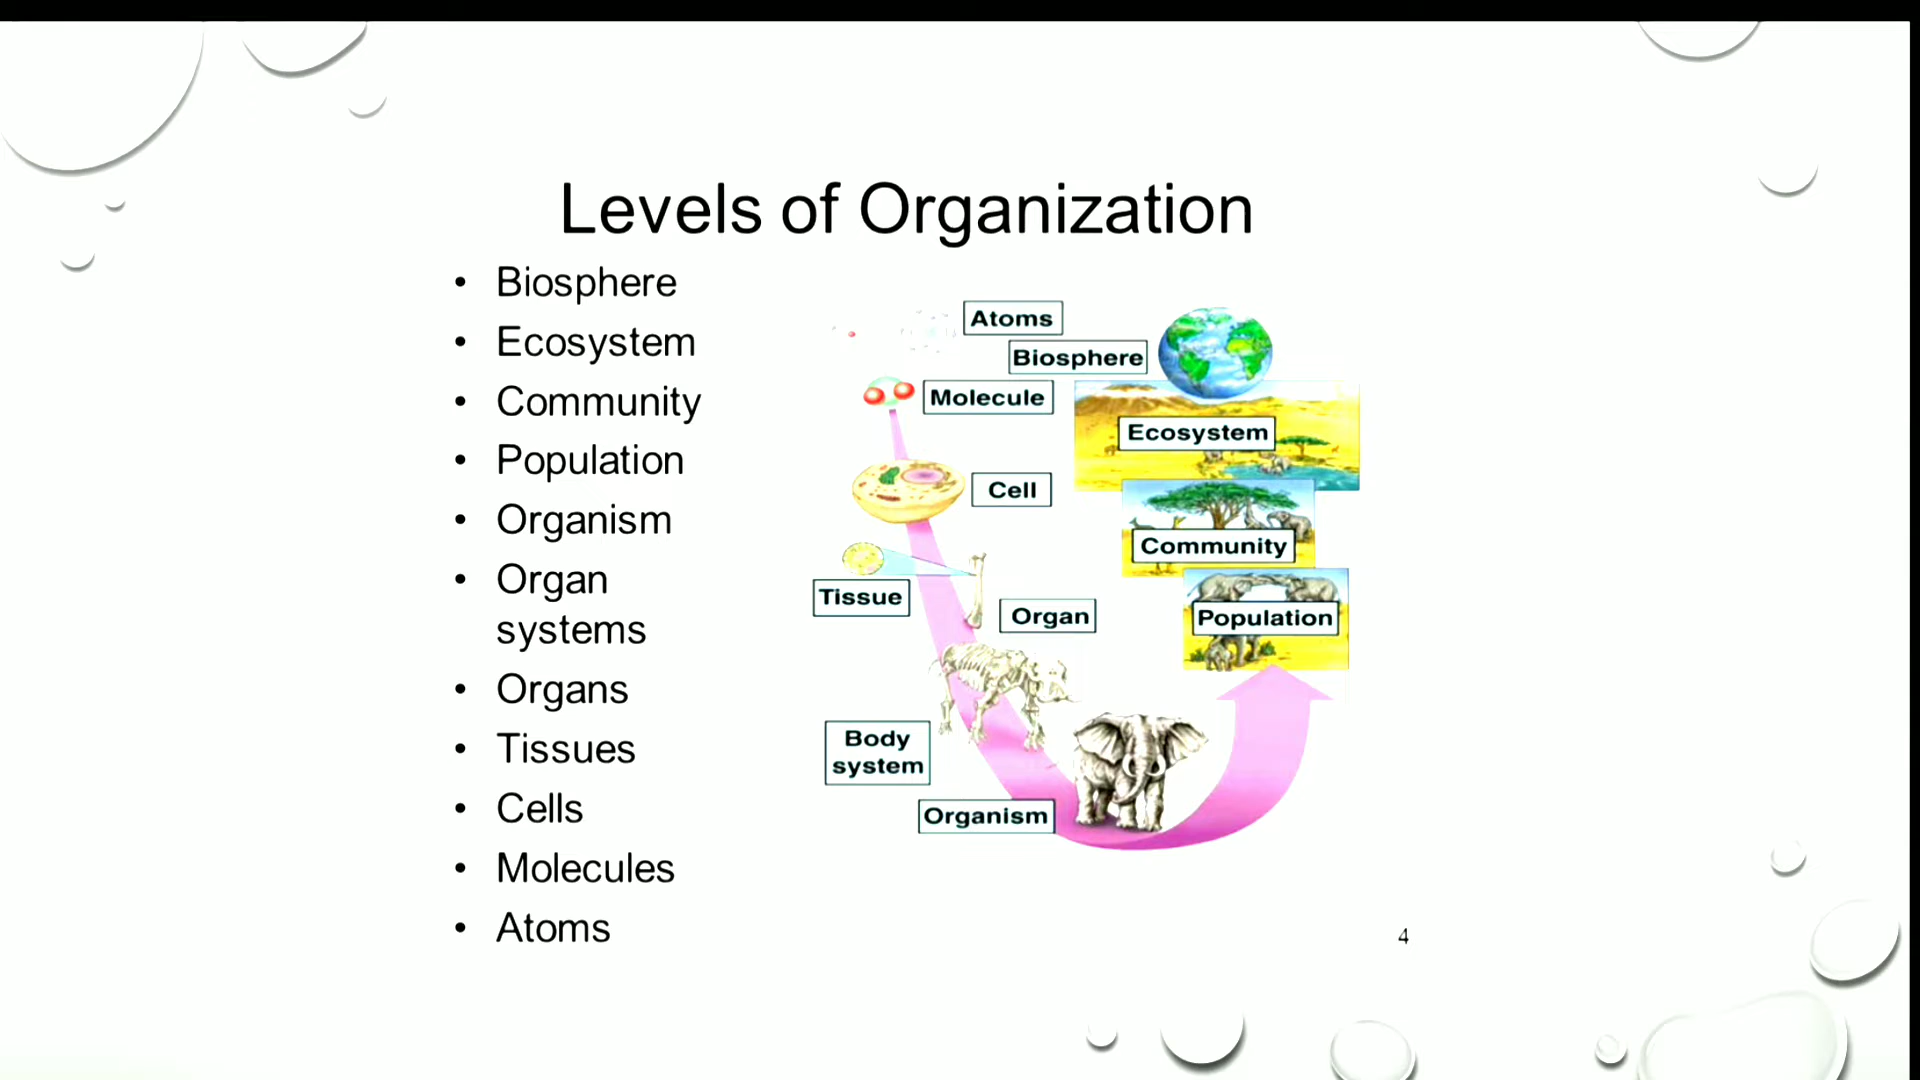 Levels of Organization
• Biosphere
• Ecosystem
• Community
• Population
• Organism
• Organ
systems
• Organs
• Tissues
• Cells
• Molecules
• Atoms
Atoms
Biosphere
Molecule
Ecosystem
Cell
Community
Tissue
Organ
Population
Body
system
Organism
4